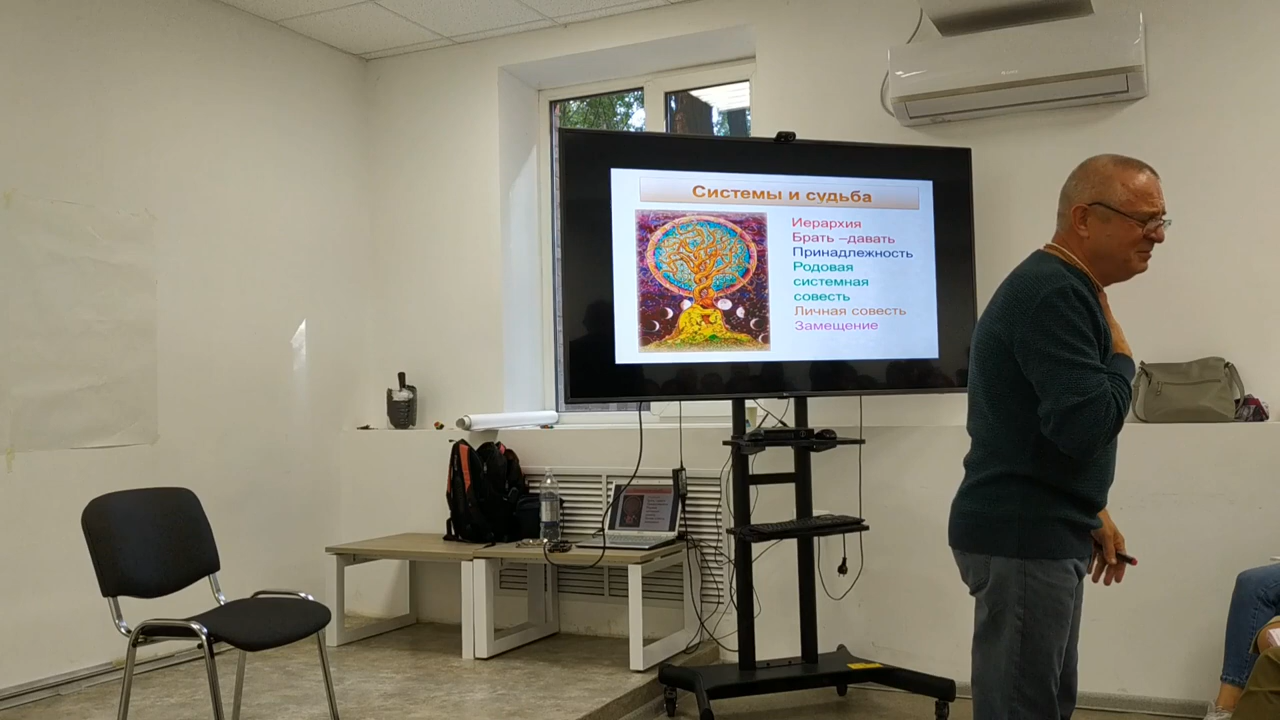 Системы и судьба
Иерархия
Брать –давать
Принадлежность
Родовая
системная
совесть
Личная совесть
Замещение